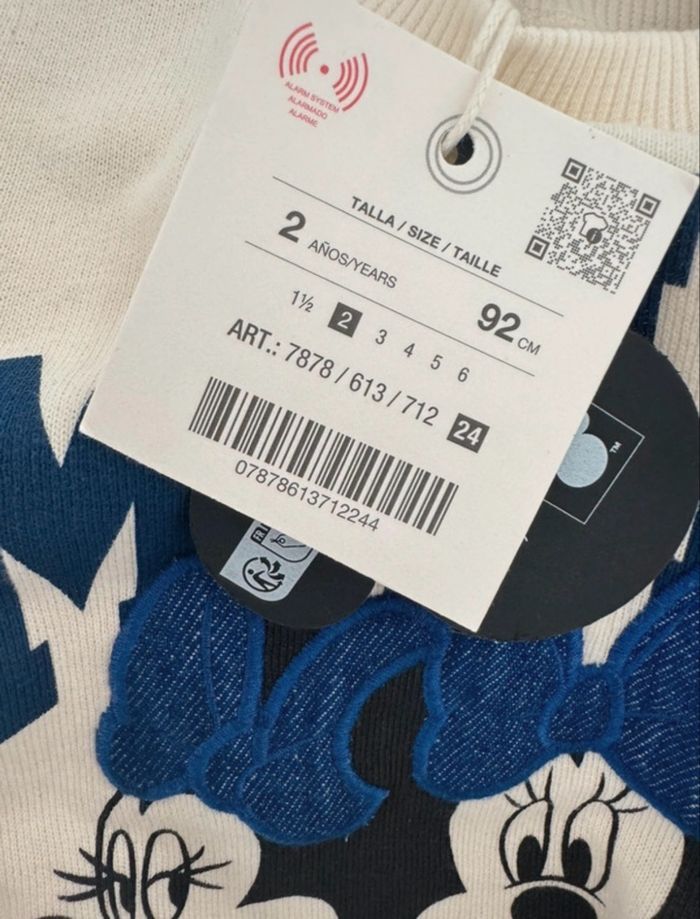 ALARM SYSTEM
ALARMADO
ALARME
TALLA / SIZE / TAILLE
2 AÑOS/YEARS 92 CM
1½ 2 3 4 5 6
ART.: 7878 / 613 / 712 24
07878613712244
TM